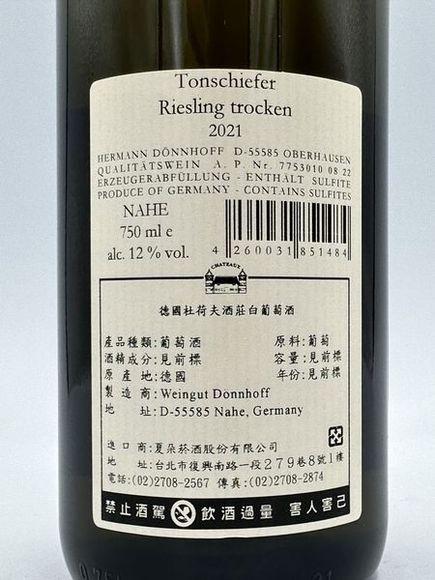 Tonschiefer
Riesling trocken
2021
HERMANN DÖNNHOFF D-55585 OBERHAUSEN
QUALITÄTSWEIN A. P. Nr. 7753010 08 22
ERZEUGERABFÜLLUNG - ENTHÄLT SULFITE
PRODUCE OF GERMANY - CONTAINS SULFITES
NAHE
750 ml e
alc. 12 % vol.
4 260031 851484
CHATEAUX
德國杜荷夫酒莊白葡萄酒
產品種類:葡萄酒 原料:葡萄
酒精成分:見前標 容量:見前標
原產地:德國 年份:見前標
製造商:Weingut Dönnhoff
地址:D-55585 Nahe, Germany
進口商:夏朵菸酒股份有限公司
地址:台北市復興南路一段279巷8號1樓
電話:(02)2708-2567 傳真:(02)2708-2874
禁止酒駕 飲酒過量 害人害己